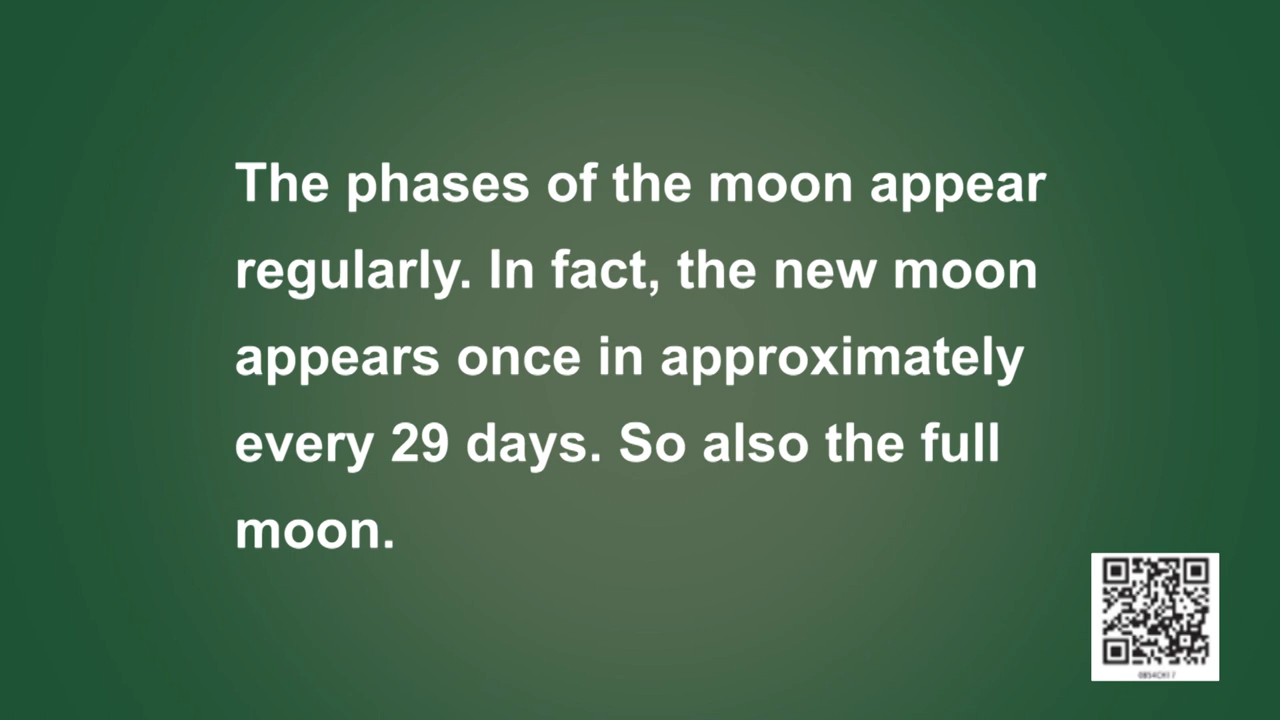 The phases of the moon appear
regularly. In fact, the new moon
appears once in approximately
every 29 days. So also the full
moon.